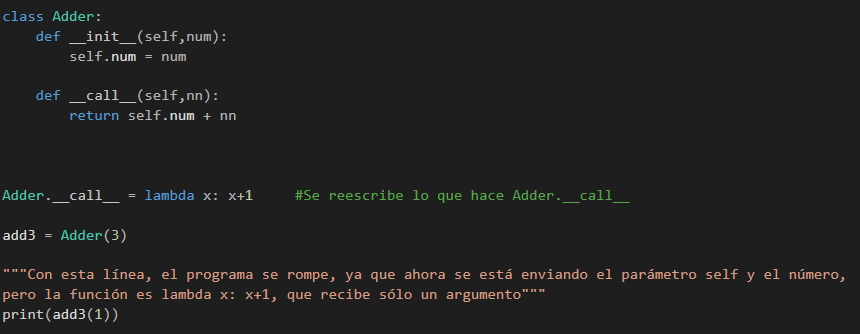 class Adder:
    def __init__(self,num):
        self.num = num
    def __call__(self,nn):
        return self.num + nn
Adder.__call__ = lambda x: x+1     #Se reescribe lo que hace Adder.__call__
add3 = Adder(3)
"""Con esta línea, el programa se rompe, ya que ahora se está enviando el parámetro self y el número,
pero la función es lambda x: x+1, que recibe sólo un argumento"""
print(add3(1))